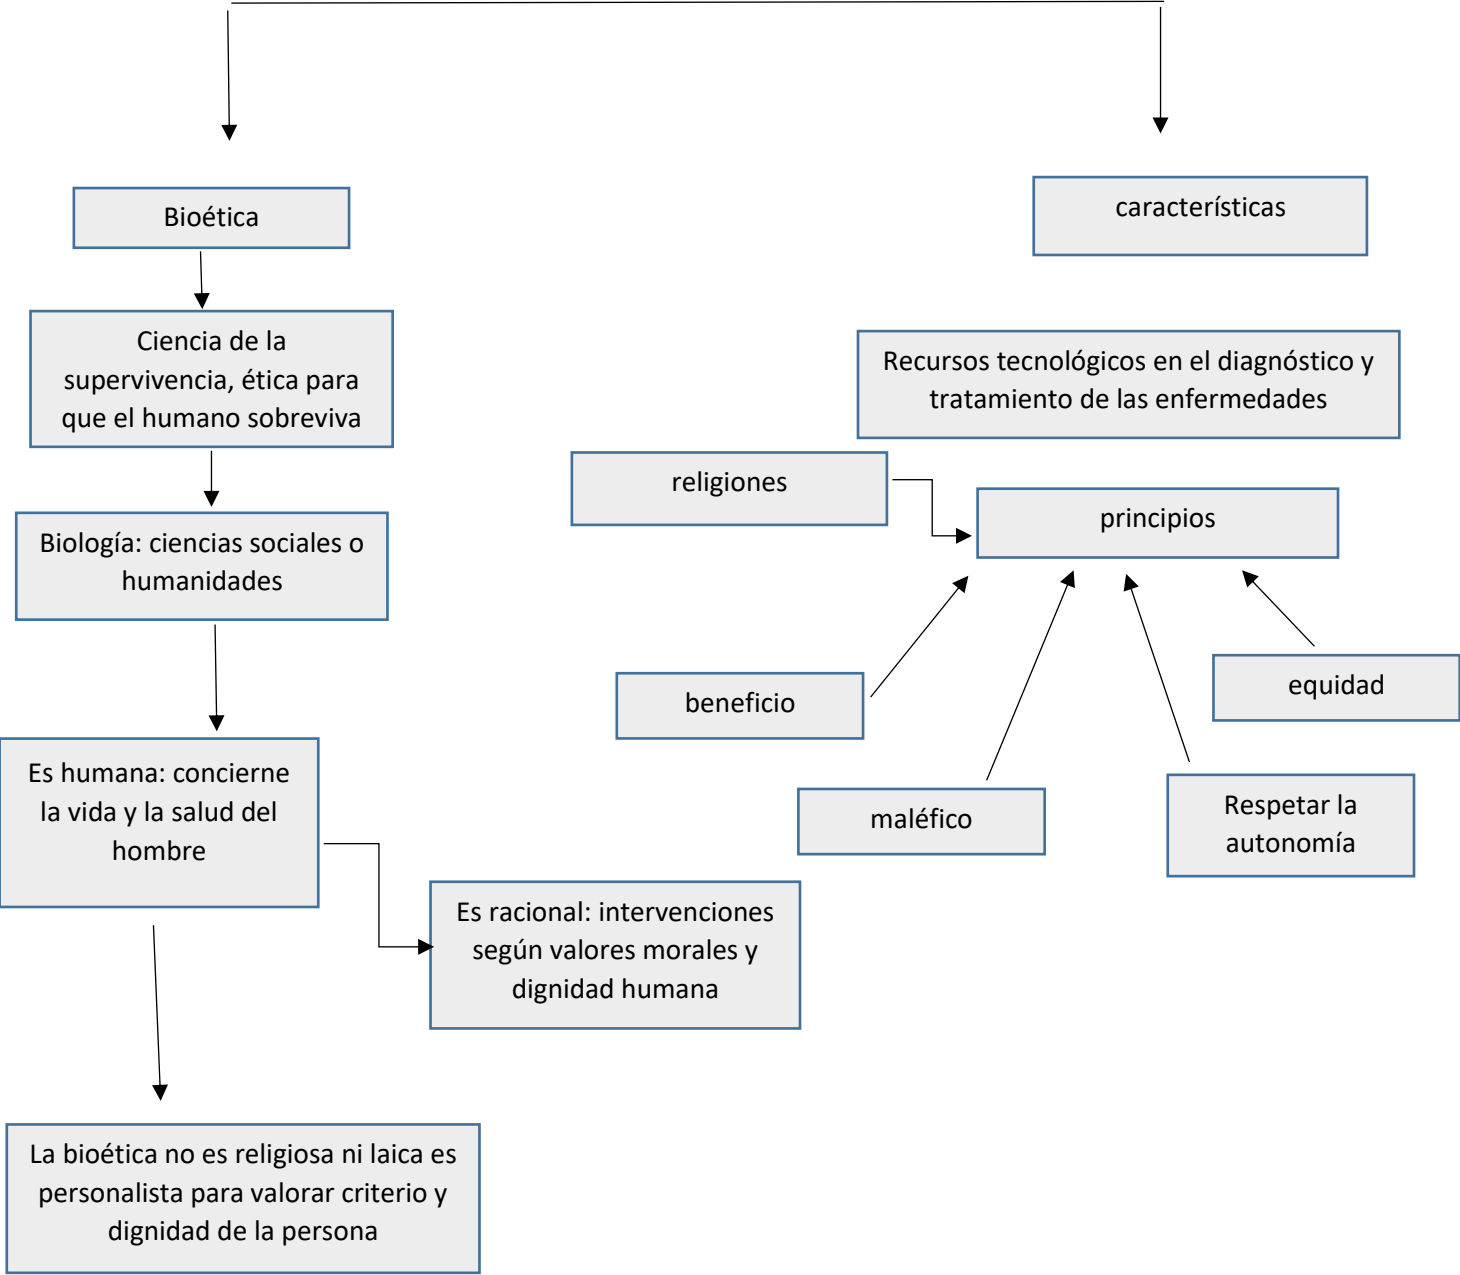 Bioética
características
Ciencia de la
supervivencia, ética para
que el humano sobreviva
Recursos tecnológicos en el diagnóstico y
tratamiento de las enfermedades
religiones
principios
Biología: ciencias sociales o
humanidades
beneficio
equidad
Es humana: concierne
la vida y la salud del
hombre
maléfico
Respetar la
autonomía
Es racional: intervenciones
según valores morales y
dignidad humana
La bioética no es religiosa ni laica es
personalista para valorar criterio y
dignidad de la persona